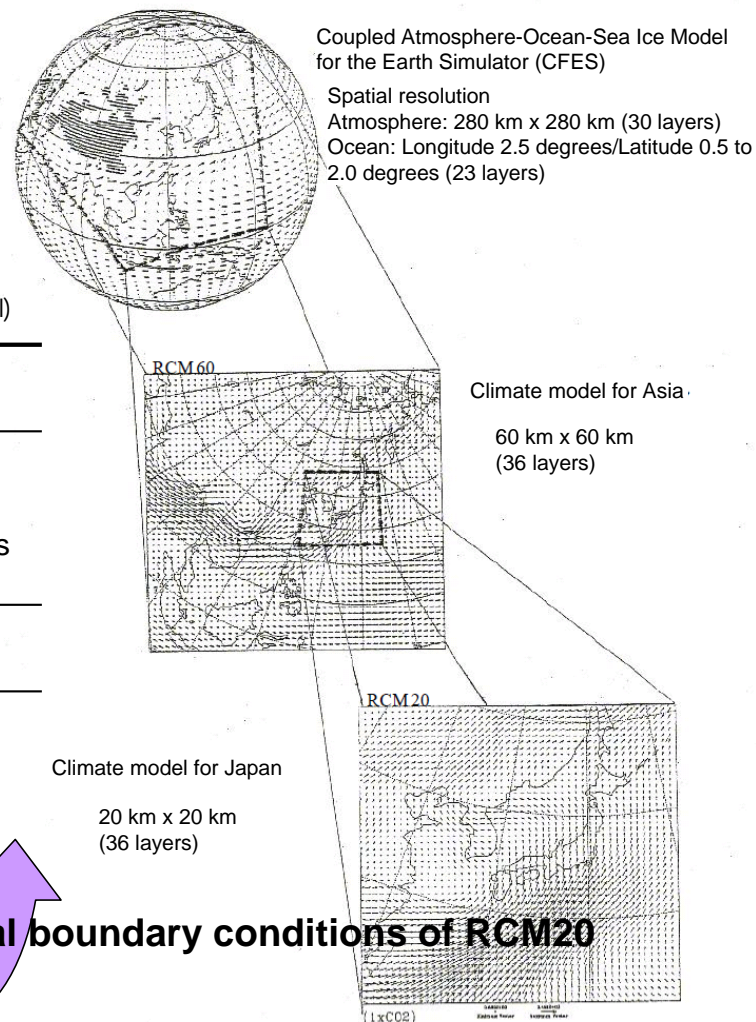 Coupled Atmosphere-Ocean-Sea Ice Model
for the Earth Simulator (CFES)
Spatial resolution
Atmosphere: 280 km x 280 km (30 layers)
Ocean: Longitude 2.5 degrees/Latitude 0.5 to
2.0 degrees (23 layers)
RCM60
Climate model for Asia
60 km x 60 km
(36 layers)
s
RCM20
Climate model for Japan
20 km x 20 km
(36 layers)
boundary conditions of RCM20
(1xCO2)